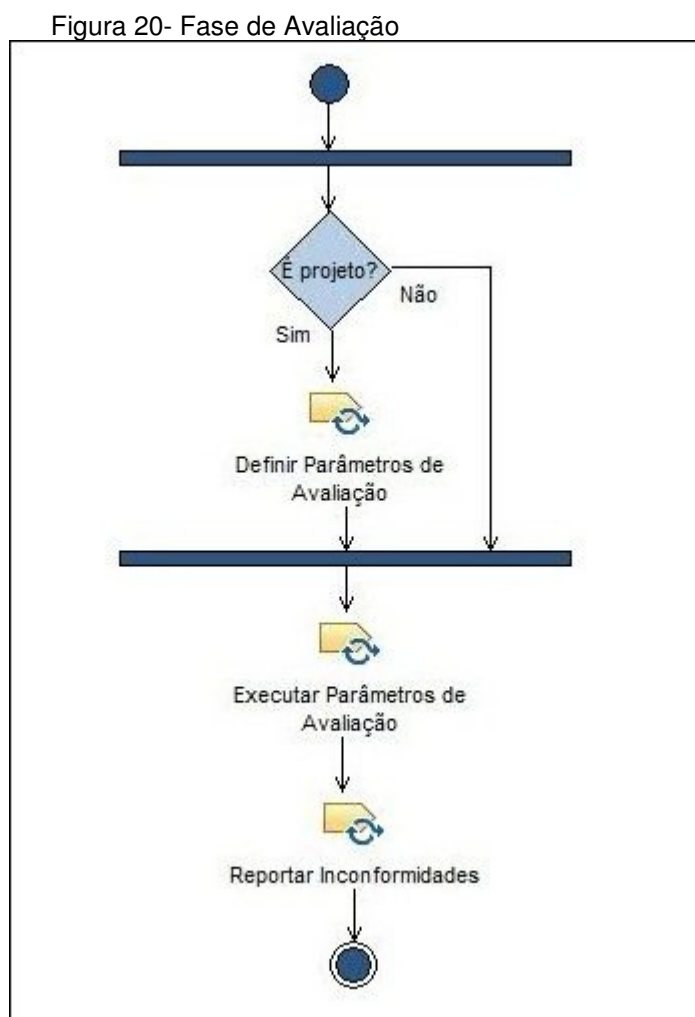 Figura 20- Fase de Avaliação
É projeto?
Não
Sim
Definir Parâmetros de
Avaliação
Executar Parâmetros de
Avaliação
Reportar Inconformidades